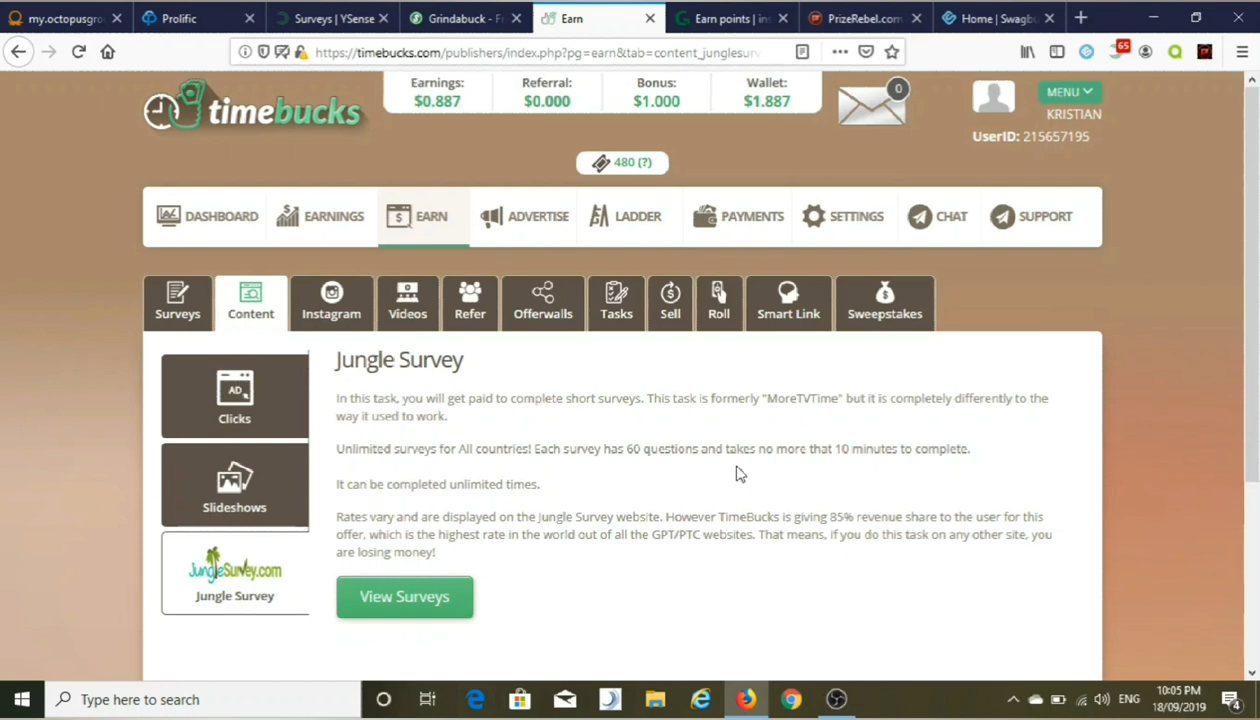 my.octopusgro
Prolific
Surveys | YSense
Grindabuck - Fr
Earn
Earn points | ins
PrizeRebel.com
Home | Swagbu
https://timebucks.com/publishers/index.php?pg=earn&tab=content_junglesurv
65
timebucks
Earnings: Referral: Bonus: Wallet:
$0.887 $0.000 $1.000 $1.887
0
MENU
KRISTIAN
UserID: 215657195
480 (?)
DASHBOARD EARNINGS EARN ADVERTISE LADDER PAYMENTS SETTINGS CHAT SUPPORT
Surveys Content Instagram Videos Refer Offerwalls Tasks Sell Roll Smart Link Sweepstakes
AD
Clicks
Slideshows
JungleSurvey.com
Jungle Survey
Jungle Survey
In this task, you will get paid to complete short surveys. This task is formerly "MoreTVTime" but it is completely differently to the
way it used to work.
Unlimited surveys for All countries! Each survey has 60 questions and takes no more that 10 minutes to complete.
It can be completed unlimited times.
Rates vary and are displayed on the Jungle Survey website. However TimeBucks is giving 85% revenue share to the user for this
offer, which is the highest rate in the world out of all the GPT/PTC websites. That means, if you do this task on any other site, you
are losing money!
View Surveys
Type here to search
ENG
10:05 PM
18/09/2019
4